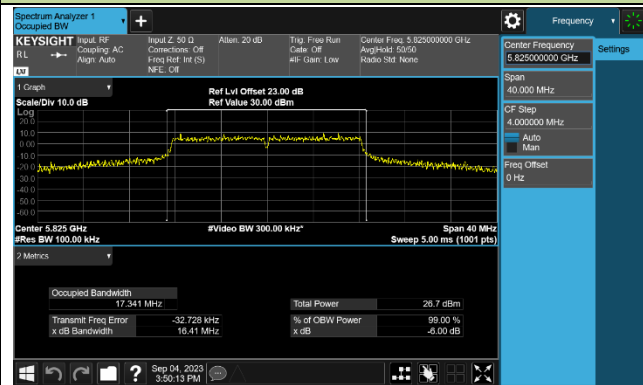 Spectrum Analyzer 1
Occupied BW
+
Frequency
KEYSIGHT
RL
LXI
Input: RF
Coupling: AC
Align: Auto
Input Z: 50 Ω
Corrections: Off
Freq Ref: Int (S)
NFE: Off
Atten: 20 dB
Trig: Free Run
Gate: Off
#IF Gain: Low
Center Freq: 5.825000000 GHz
Avg|Hold: 50/50
Radio Std: None
Center Frequency
5.825000000 GHz
Settings
Span
40.000 MHz
CF Step
4.000000 MHz
Auto
Man
Freq Offset
0 Hz
1 Graph
Scale/Div 10.0 dB
Ref Lvl Offset 23.00 dB
Ref Value 30.00 dBm
Log
20.0
10.0
0.00
-10.0
-20.0
-30.0
-40.0
-50.0
-60.0
Center 5.825 GHz
#Res BW 100.00 kHz
#Video BW 300.00 kHz*
Span 40 MHz
Sweep 5.00 ms (1001 pts)
2 Metrics
Occupied Bandwidth
17.341 MHz
Total Power 26.7 dBm
Transmit Freq Error -32.728 kHz
% of OBW Power 99.00 %
x dB Bandwidth 16.41 MHz
x dB -6.00 dB
?
Sep 04, 2023
3:50:13 PM